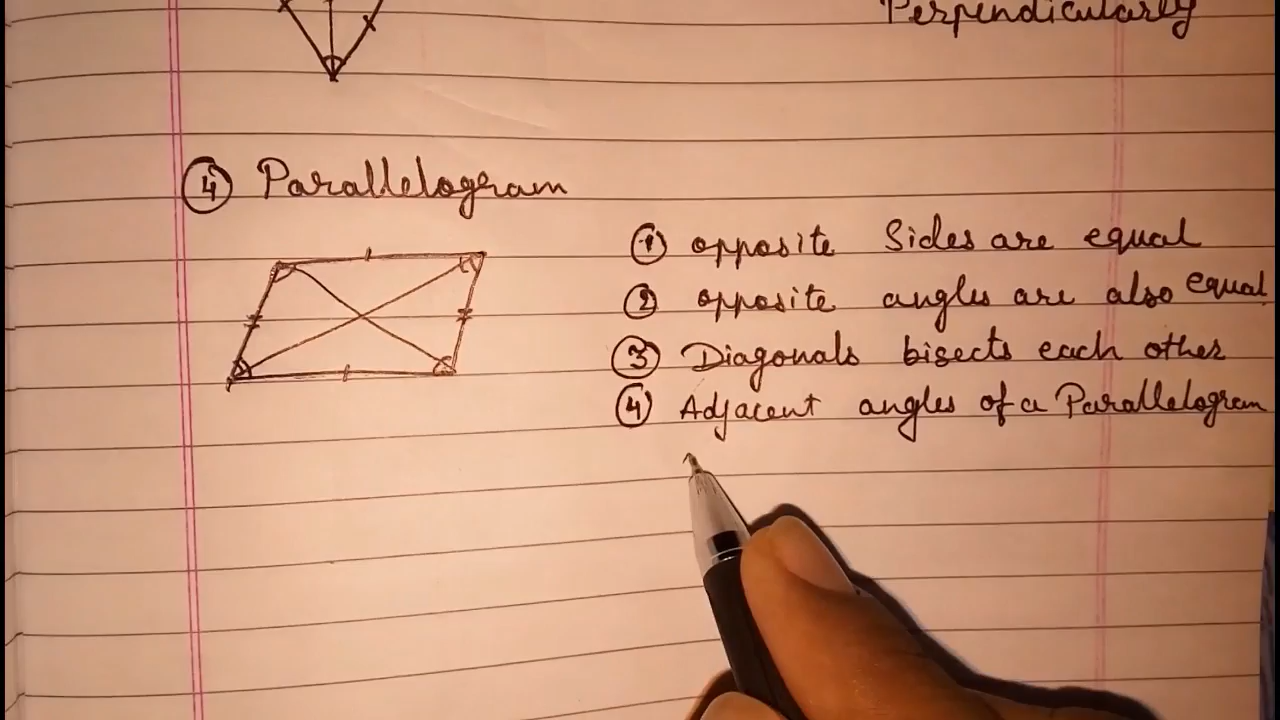 Perpendicularly
4 Parallelogram
1 opposite Sides are equal
2 opposite angles are also equal
3 Diagonals bisects each other
4 Adjacent angles of a Parallelogram